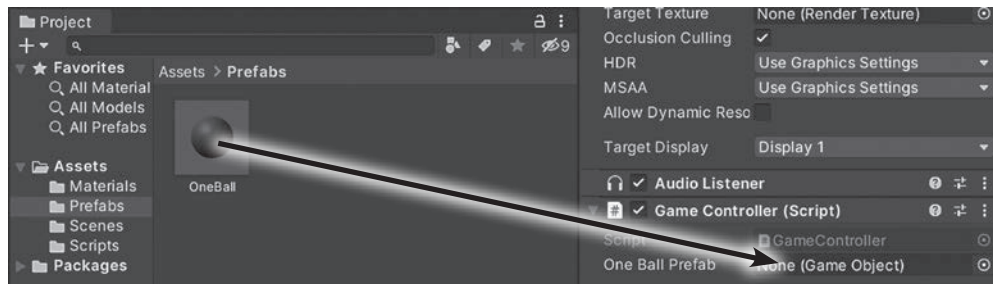 Project
9
Favorites
All Material
All Models
All Prefabs
Assets
Materials
Prefabs
Scenes
Scripts
Packages
Assets > Prefabs
OneBall
Target Texture None (Render Texture)
Occlusion Culling
HDR Use Graphics Settings
MSAA Use Graphics Settings
Allow Dynamic Reso
Target Display Display 1
Audio Listener
# Game Controller (Script)
Script GameController
One Ball Prefab None (Game Object)